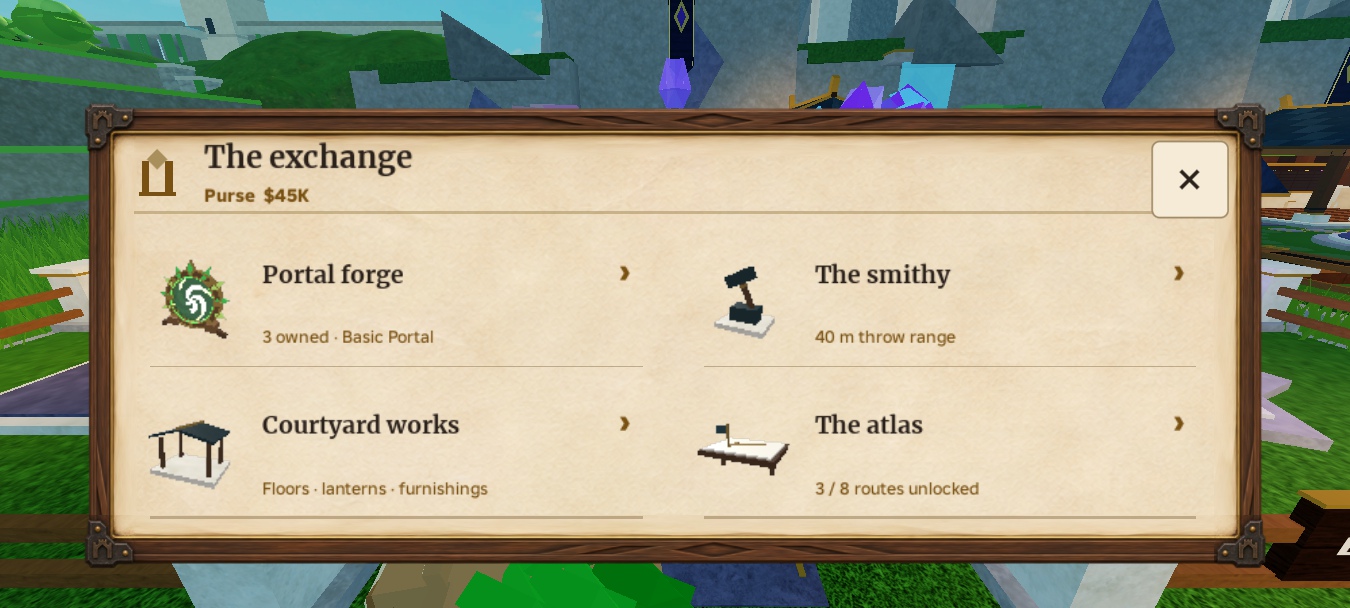 The exchange
Purse $45K
Portal forge
3 owned · Basic Portal
The smithy
40 m throw range
Courtyard works
Floors · lanterns · furnishings
The atlas
3 / 8 routes unlocked